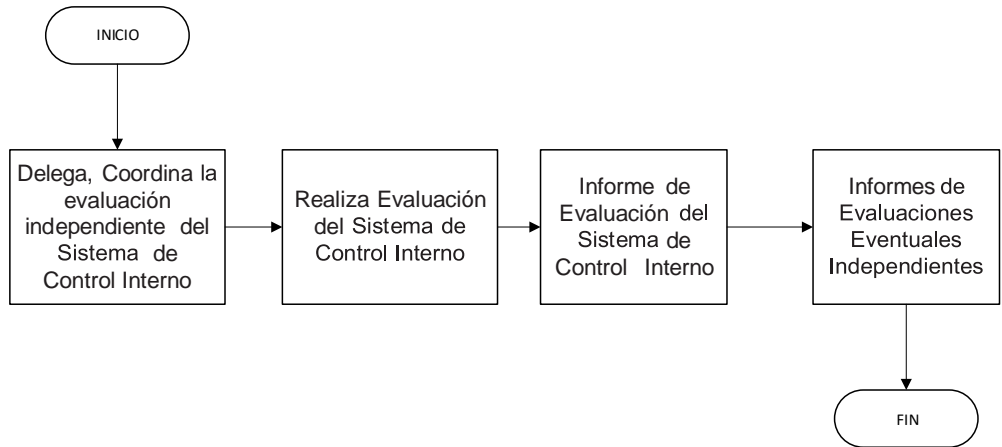 INICIO
Delega, Coordina la
evaluación
independiente del
Sistema de
Control Interno
Realiza Evaluación
del Sistema de
Control Interno
Informe de
Evaluación del
Sistema de
Control Interno
Informes de
Evaluaciones
Eventuales
Independientes
FIN